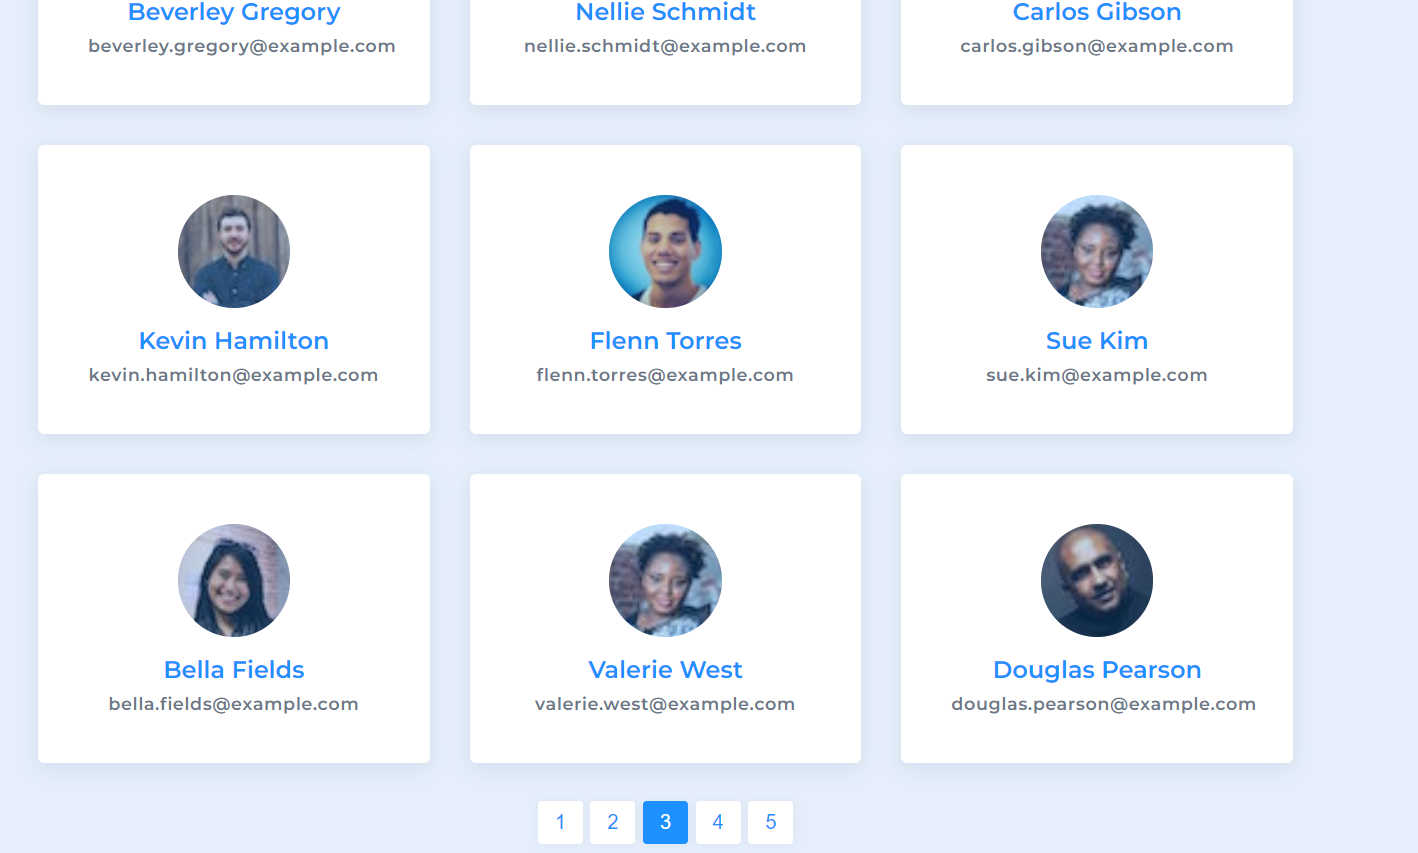 Beverley Gregory
Nellie Schmidt
Carlos Gibson
beverley.gregory@example.com
nellie.schmidt@example.com
carlos.gibson@example.com
Kevin Hamilton
Flenn Torres
Sue Kim
kevin.hamilton@example.com
flenn.torres@example.com
sue.kim@example.com
Bella Fields
Valerie West
Douglas Pearson
bella.fields@example.com
valerie.west@example.com
douglas.pearson@example.com
1 2 3 4 5